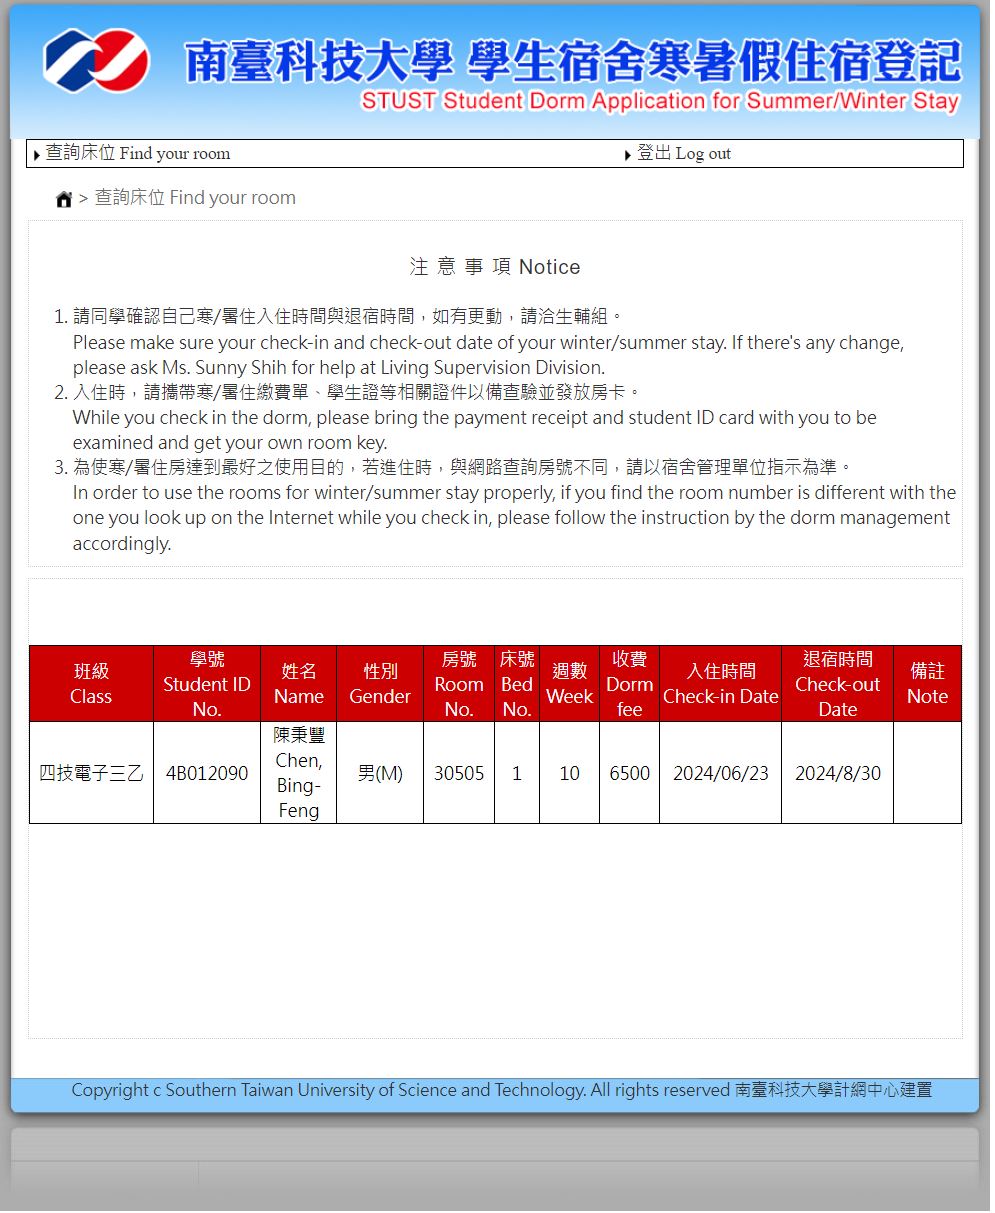 南臺科技大學 學生宿舍寒暑假住宿登記
STUST Student Dorm Application for Summer/Winter Stay
查詢床位 Find your room
登出 Log out
> 查詢床位 Find your room
注 意 事 項 Notice
1. 請同學確認自己寒/暑住入住時間與退宿時間，如有更動，請洽生輔組。
Please make sure your check-in and check-out date of your winter/summer stay. If there's any change,
please ask Ms. Sunny Shih for help at Living Supervision Division.
2. 入住時，請攜帶寒/暑住繳費單、學生證等相關證件以備查驗並發放房卡。
While you check in the dorm, please bring the payment receipt and student ID card with you to be
examined and get your own room key.
3. 為使寒/暑住房達到最好之使用目的，若進住時，與網路查詢房號不同，請以宿舍管理單位指示為準。
In order to use the rooms for winter/summer stay properly, if you find the room number is different with the
one you look up on the Internet while you check in, please follow the instruction by the dorm management
accordingly.
班級
Class
學號
Student ID
No.
姓名
Name
性別
Gender
房號
Room
No.
床號
Bed
No.
週數
Week
收費
Dorm
fee
入住時間
Check-in Date
退宿時間
Check-out
Date
備註
Note
四技電子三乙
4B012090
陳秉豐
Chen,
Bing-
Feng
男(M)
30505
1
10
6500
2024/06/23
2024/8/30
Copyright c Southern Taiwan University of Science and Technology. All rights reserved 南臺科技大學計網中心建置